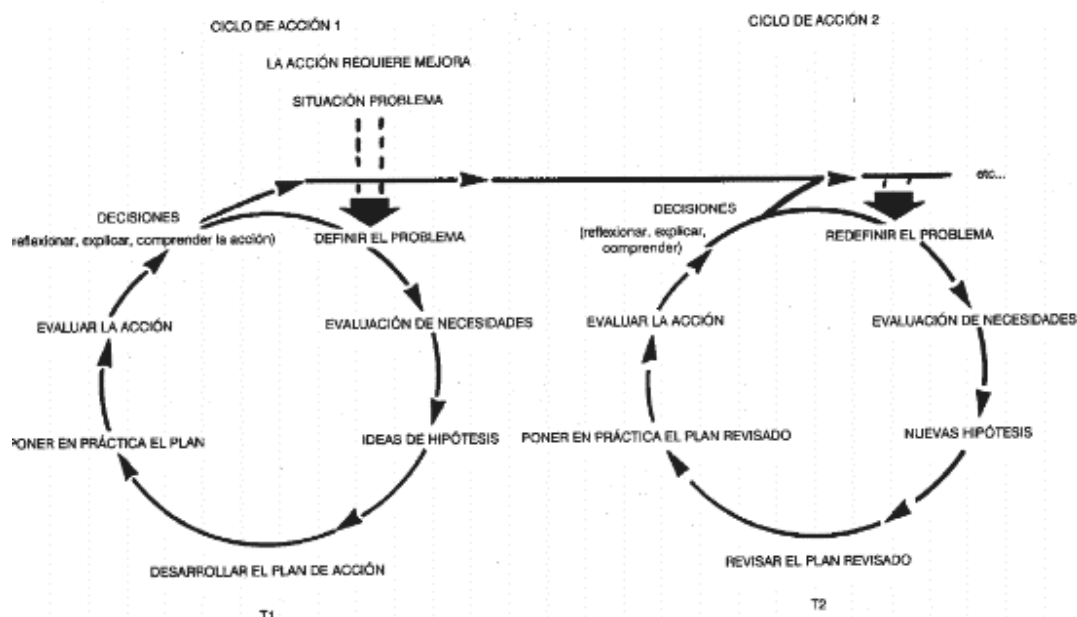 CICLO DE ACCIÓN 1
LA ACCIÓN REQUIERE MEJORA
SITUACIÓN PROBLEMA
DECISIONES
(reflexionar, explicar, comprender la acción)
DEFINIR EL PROBLEMA
EVALUAR LA ACCIÓN
EVALUACIÓN DE NECESIDADES
PONER EN PRÁCTICA EL PLAN
IDEAS DE HIPÓTESIS
DESARROLLAR EL PLAN DE ACCIÓN
T1
CICLO DE ACCIÓN 2
etc...
DECISIONES
(reflexionar, explicar,
comprender)
REDEFINIR EL PROBLEMA
EVALUAR LA ACCIÓN
EVALUACIÓN DE NECESIDADES
PONER EN PRÁCTICA EL PLAN REVISADO
NUEVAS HIPÓTESIS
REVISAR EL PLAN REVISADO
T2